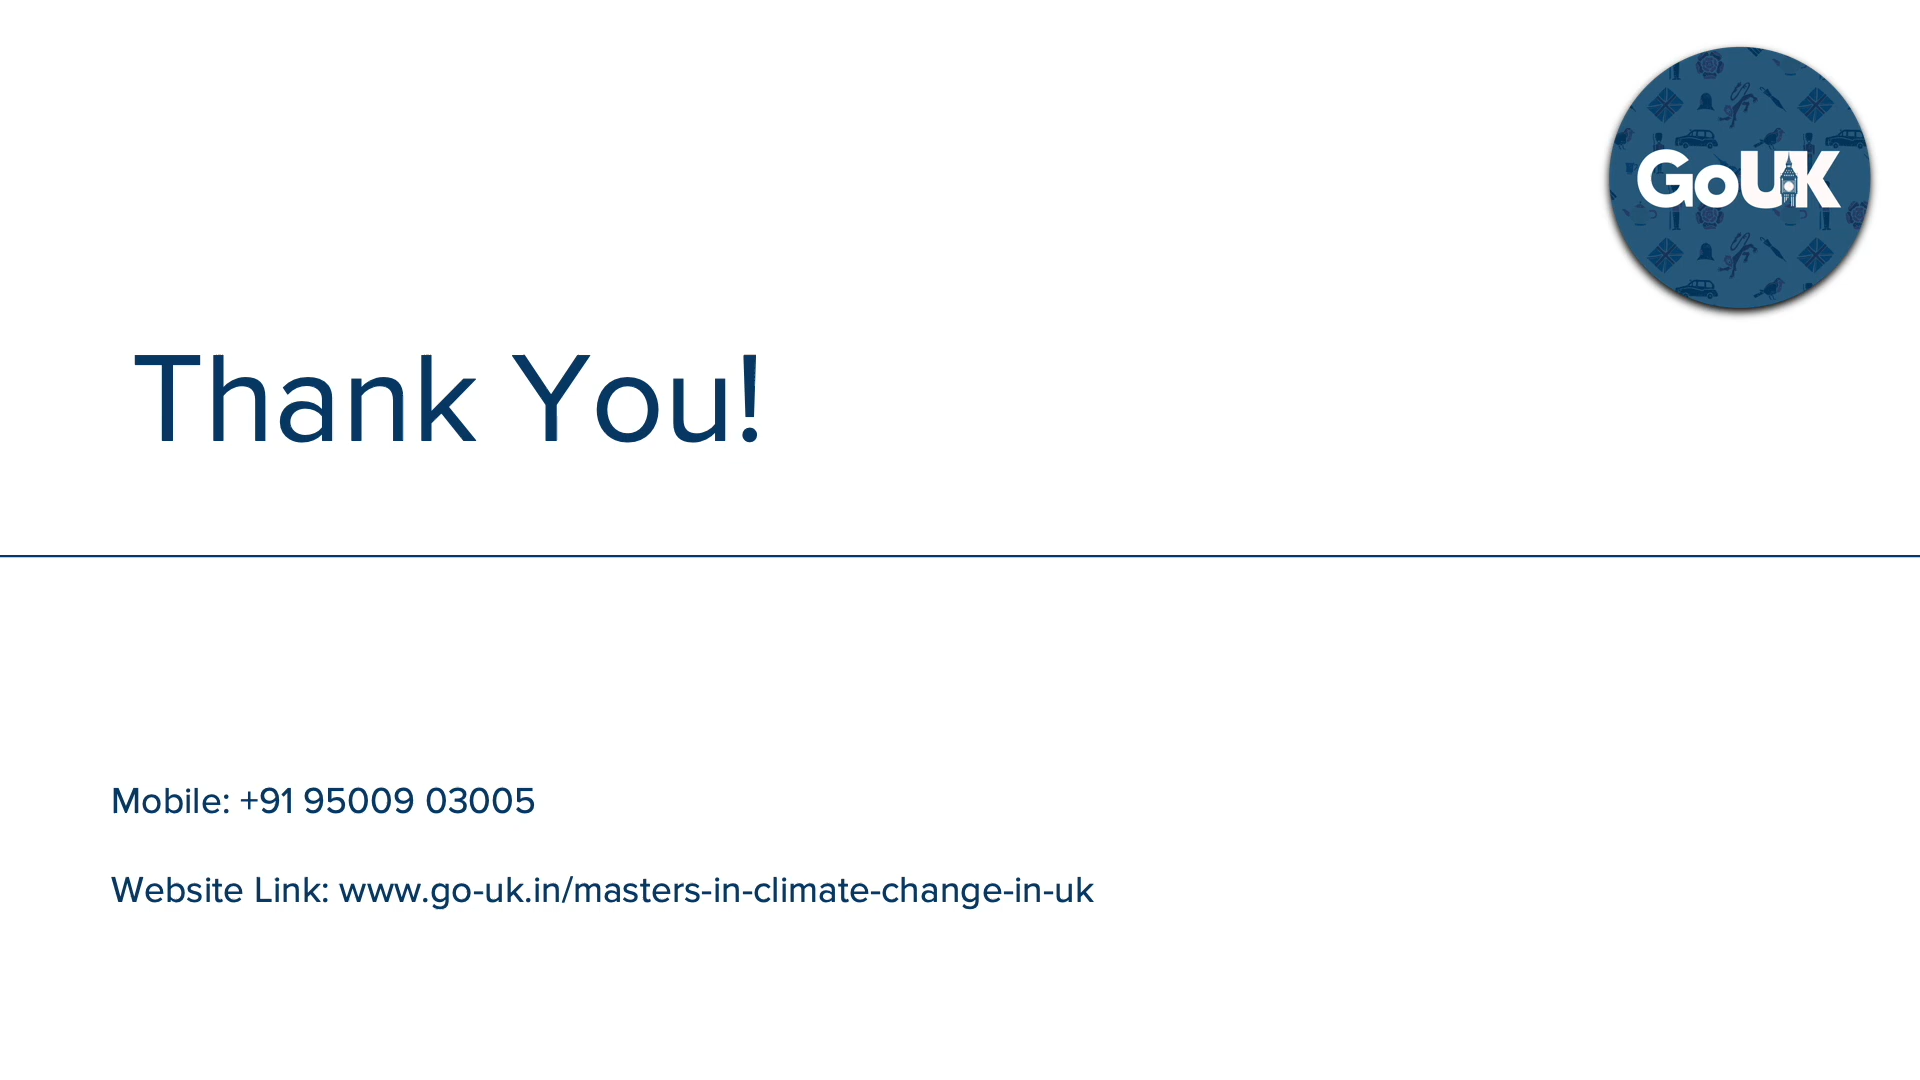 GoUK
Thank You!
Mobile: +91 95009 03005
Website Link: www.go-uk.in/masters-in-climate-change-in-uk